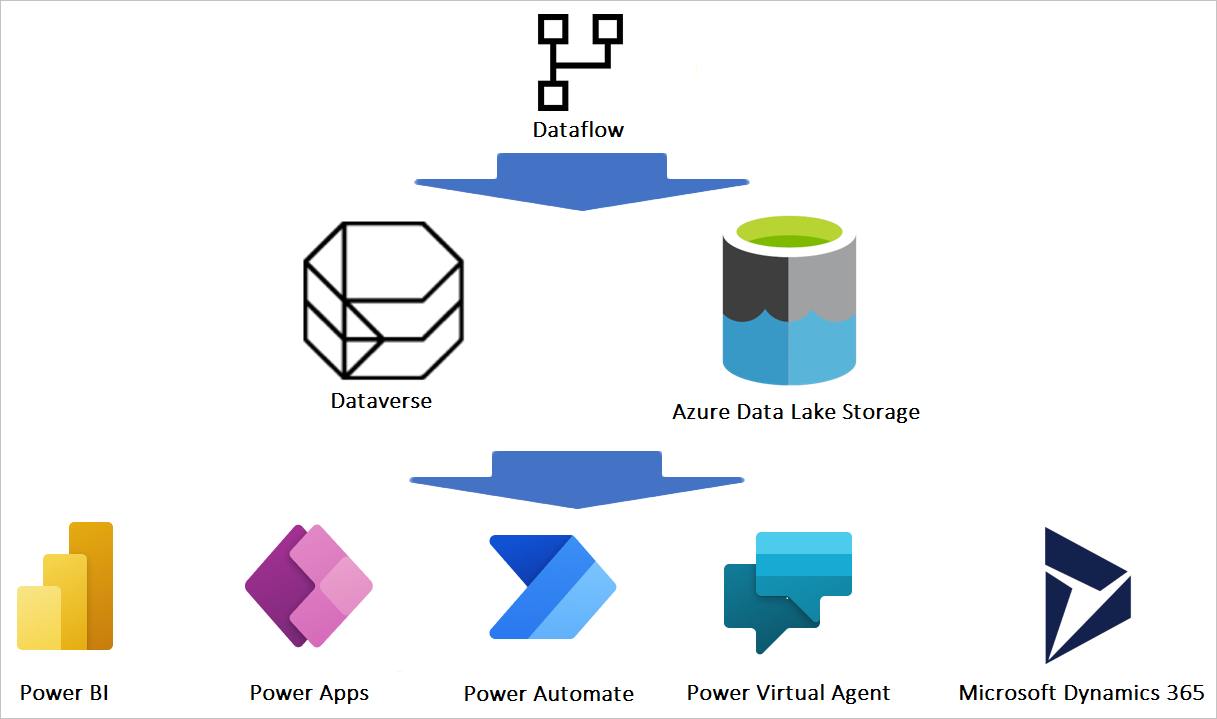 Dataflow
Dataverse
Azure Data Lake Storage
Power BI
Power Apps
Power Automate
Power Virtual Agent
Microsoft Dynamics 365